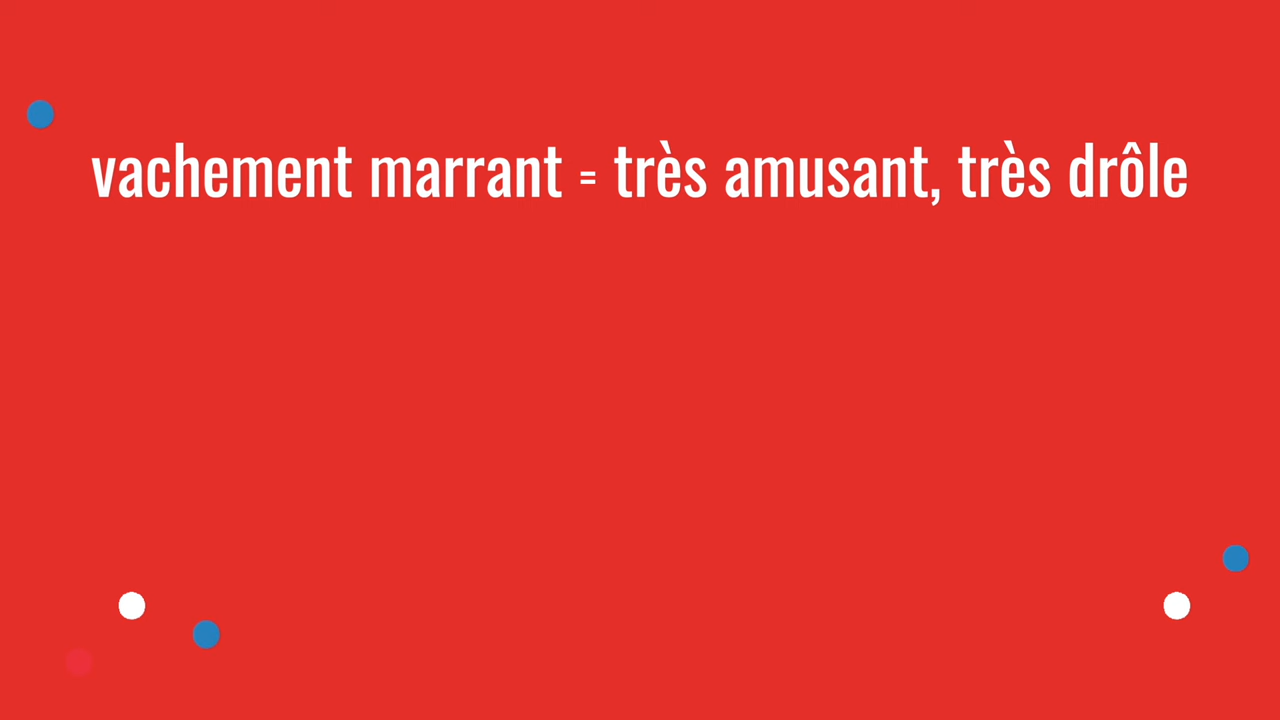 vachement marrant = très amusant, très drôle